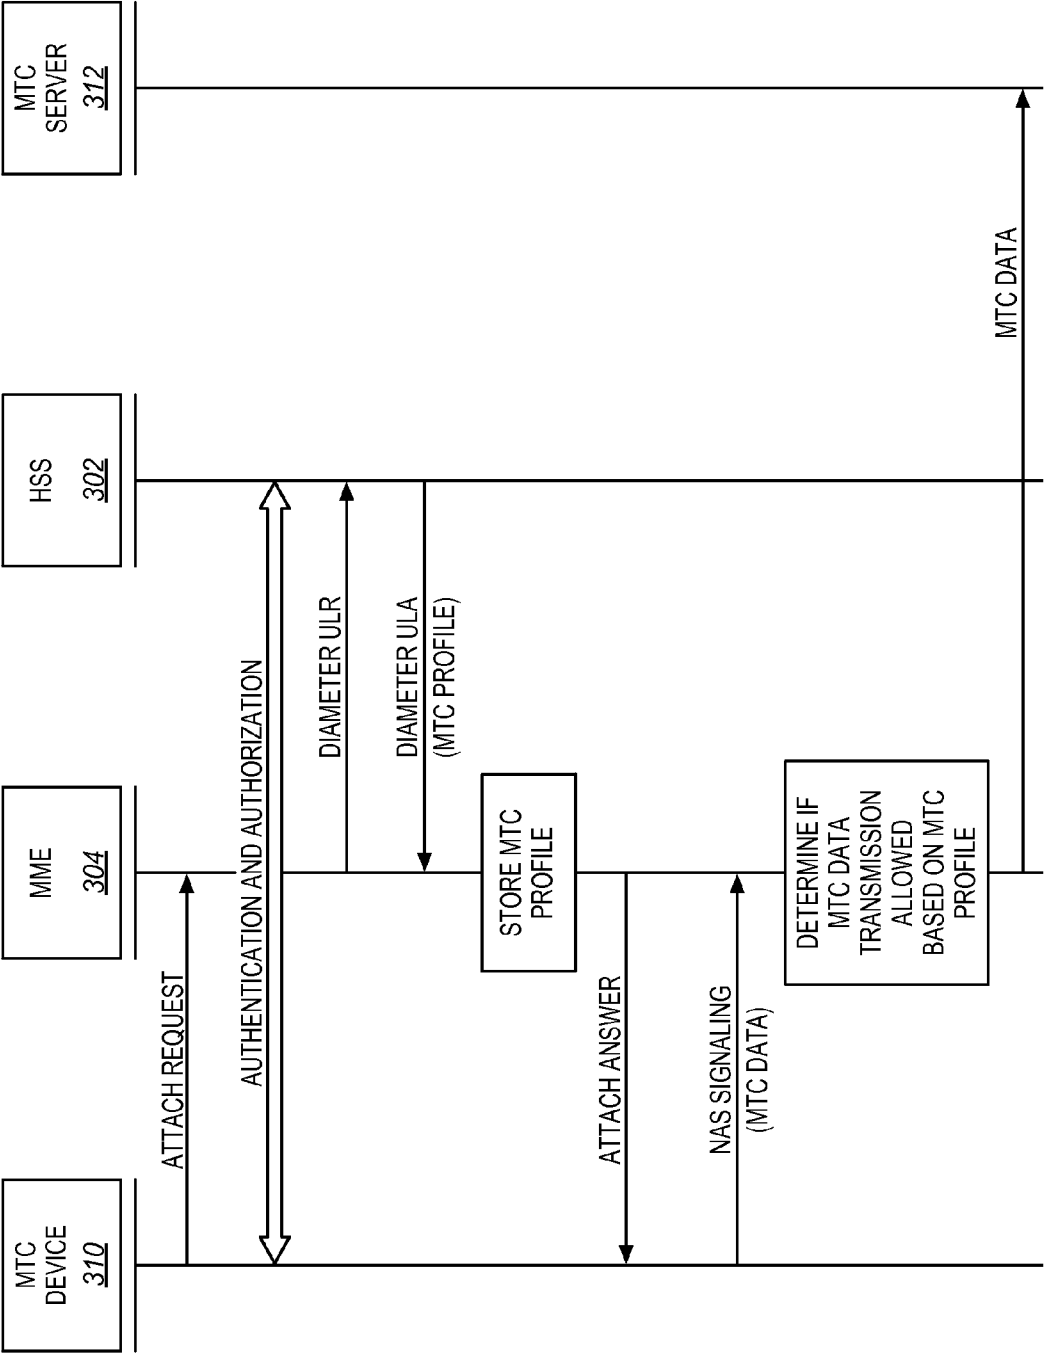 MTC
DEVICE
310
MME
304
HSS
302
MTC
SERVER
312
ATTACH REQUEST
AUTHENTICATION AND AUTHORIZATION
DIAMETER ULR
DIAMETER ULA
(MTC PROFILE)
STORE MTC
PROFILE
ATTACH ANSWER
NAS SIGNALING
(MTC DATA)
DETERMINE IF
MTC DATA
TRANSMISSION
ALLOWED
BASED ON MTC
PROFILE
MTC DATA